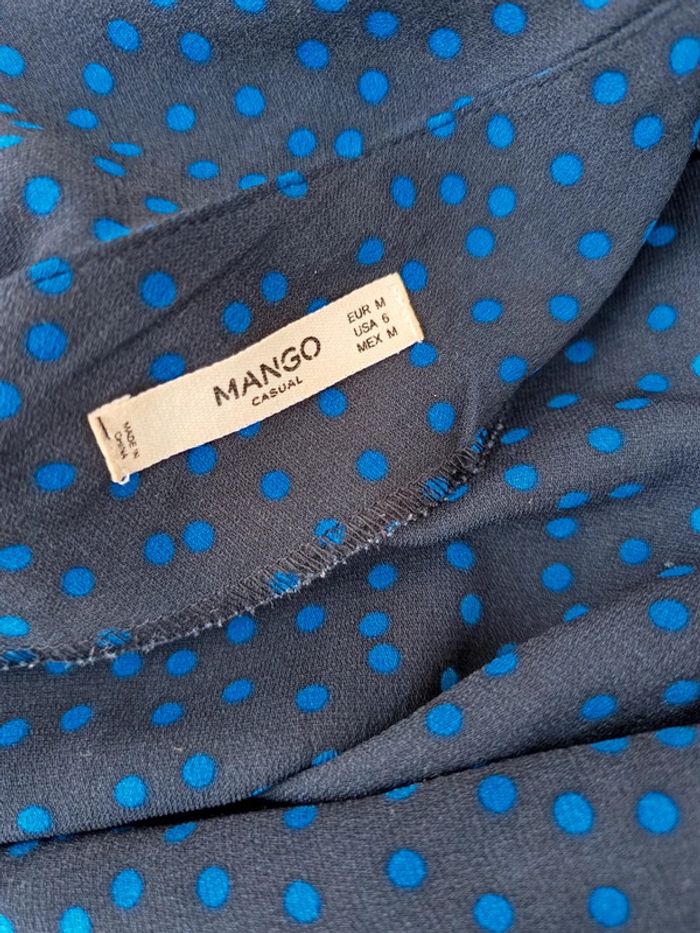 MANGO
CASUAL
EUR M
USA 6
MEX M
MADE IN
CHINA